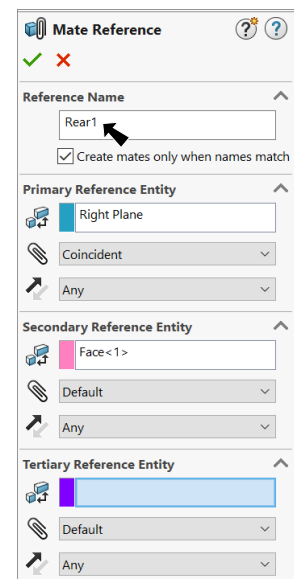 Mate Reference
Reference Name
Rear1
Create mates only when names match
Primary Reference Entity
Right Plane
Coincident
Any
Secondary Reference Entity
Face<1>
Default
Any
Tertiary Reference Entity
Default
Any